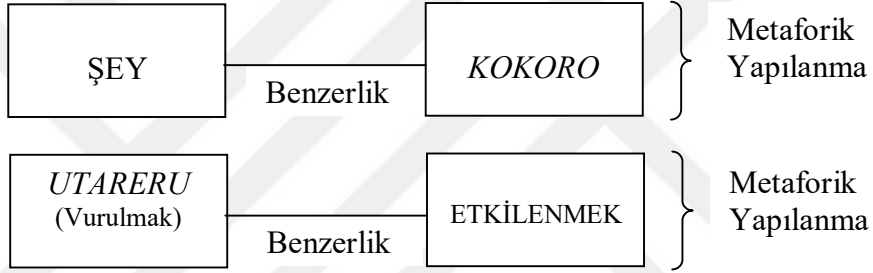 ŞEY
Benzerlik
KOKORO
Metaforik
Yapılanma
UTARERU
(Vurulmak)
Benzerlik
ETKİLENMEK
Metaforik
Yapılanma